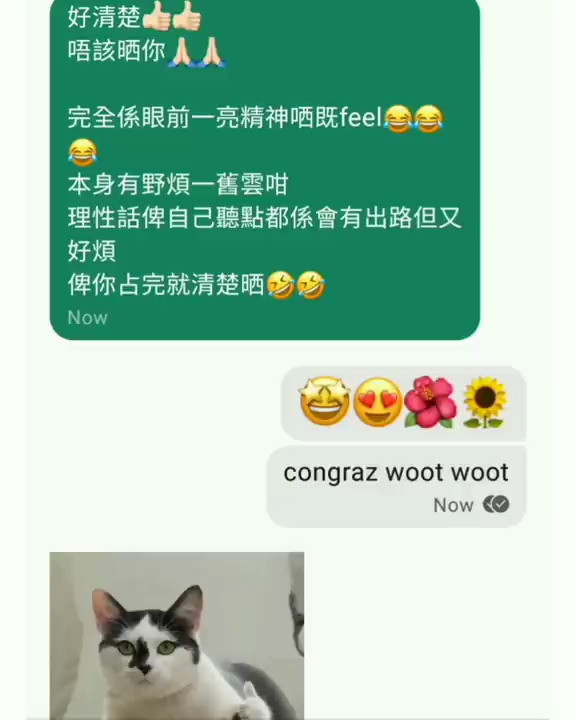 好清楚👍🏻👍🏻
唔該晒你🙏🏻🙏🏻
完全係眼前一亮精神哂既feel😂😂
😂
本身有野煩一舊雲咁
理性話俾自己聽點都係會有出路但又
好煩
俾你占完就清楚晒🤣🤣
Now
🤩😍🌺🌻
congraz woot woot
Now